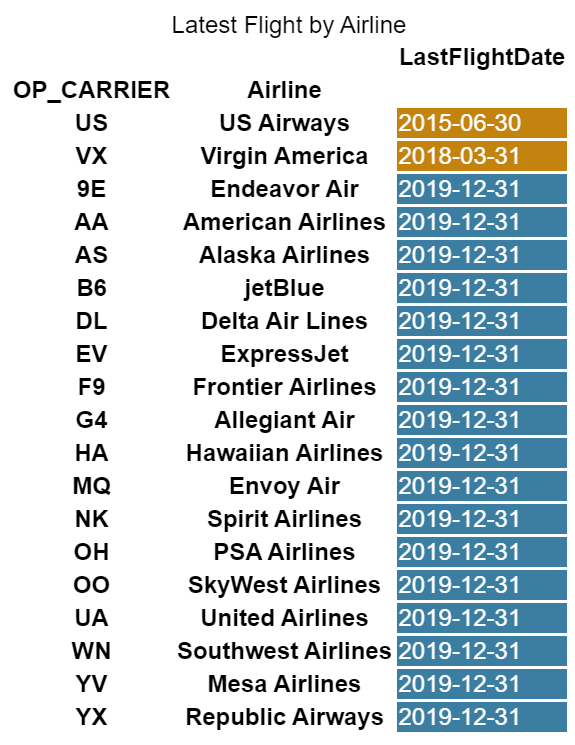 Latest Flight by Airline
LastFlightDate
OP_CARRIER Airline
US US Airways 2015-06-30
VX Virgin America 2018-03-31
9E Endeavor Air 2019-12-31
AA American Airlines 2019-12-31
AS Alaska Airlines 2019-12-31
B6 jetBlue 2019-12-31
DL Delta Air Lines 2019-12-31
EV ExpressJet 2019-12-31
F9 Frontier Airlines 2019-12-31
G4 Allegiant Air 2019-12-31
HA Hawaiian Airlines 2019-12-31
MQ Envoy Air 2019-12-31
NK Spirit Airlines 2019-12-31
OH PSA Airlines 2019-12-31
OO SkyWest Airlines 2019-12-31
UA United Airlines 2019-12-31
WN Southwest Airlines 2019-12-31
YV Mesa Airlines 2019-12-31
YX Republic Airways 2019-12-31